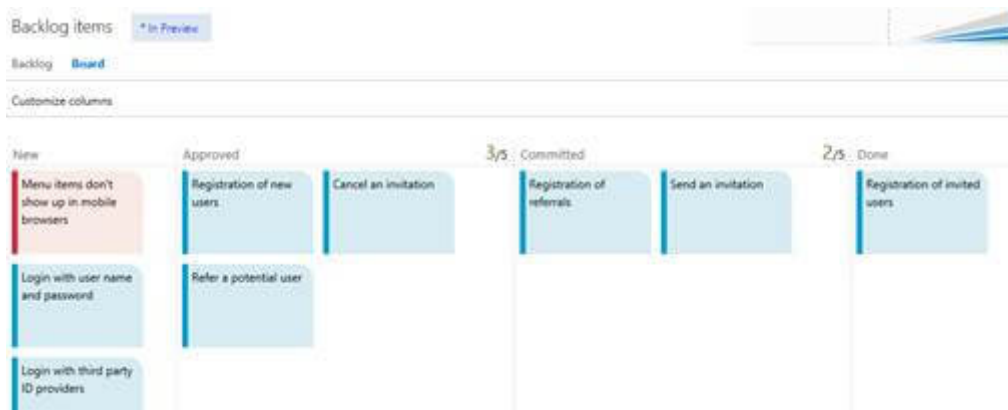 Backlog items
* In Preview
Backlog Board
Customize columns
New
Approved
3/5
Committed
2/5
Done
Menu items don't
show up in mobile
browsers
Login with user name
and password
Login with third party
ID providers
Registration of new
users
Cancel an invitation
Refer a potential user
Registration of
referrals
Send an invitation
Registration of invited
users